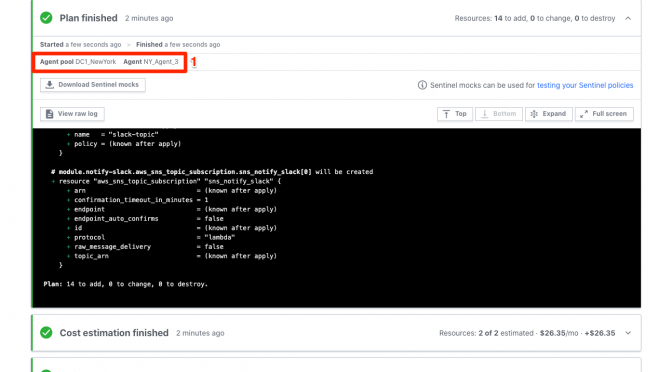 Plan finished 2 minutes ago Resources: 14 to add, 0 to change, 0 to destroy
Started a few seconds ago > Finished a few seconds ago
Agent pool DC1_NewYork Agent NY_Agent_3 1
Download Sentinel mocks Sentinel mocks can be used for testing your Sentinel policies
View raw log Top Bottom Expand Full screen
+ name = "slack-topic"
+ policy = (known after apply)
}
# module.notify-slack.aws_sns_topic_subscription.sns_notify_slack[0] will be created
+ resource "aws_sns_topic_subscription" "sns_notify_slack" {
+ arn = (known after apply)
+ confirmation_timeout_in_minutes = 1
+ endpoint = (known after apply)
+ endpoint_auto_confirms = false
+ id = (known after apply)
+ protocol = "lambda"
+ raw_message_delivery = false
+ topic_arn = (known after apply)
}
Plan: 14 to add, 0 to change, 0 to destroy.
Cost estimation finished 2 minutes ago Resources: 2 of 2 estimated · $26.35/mo · +$26.35